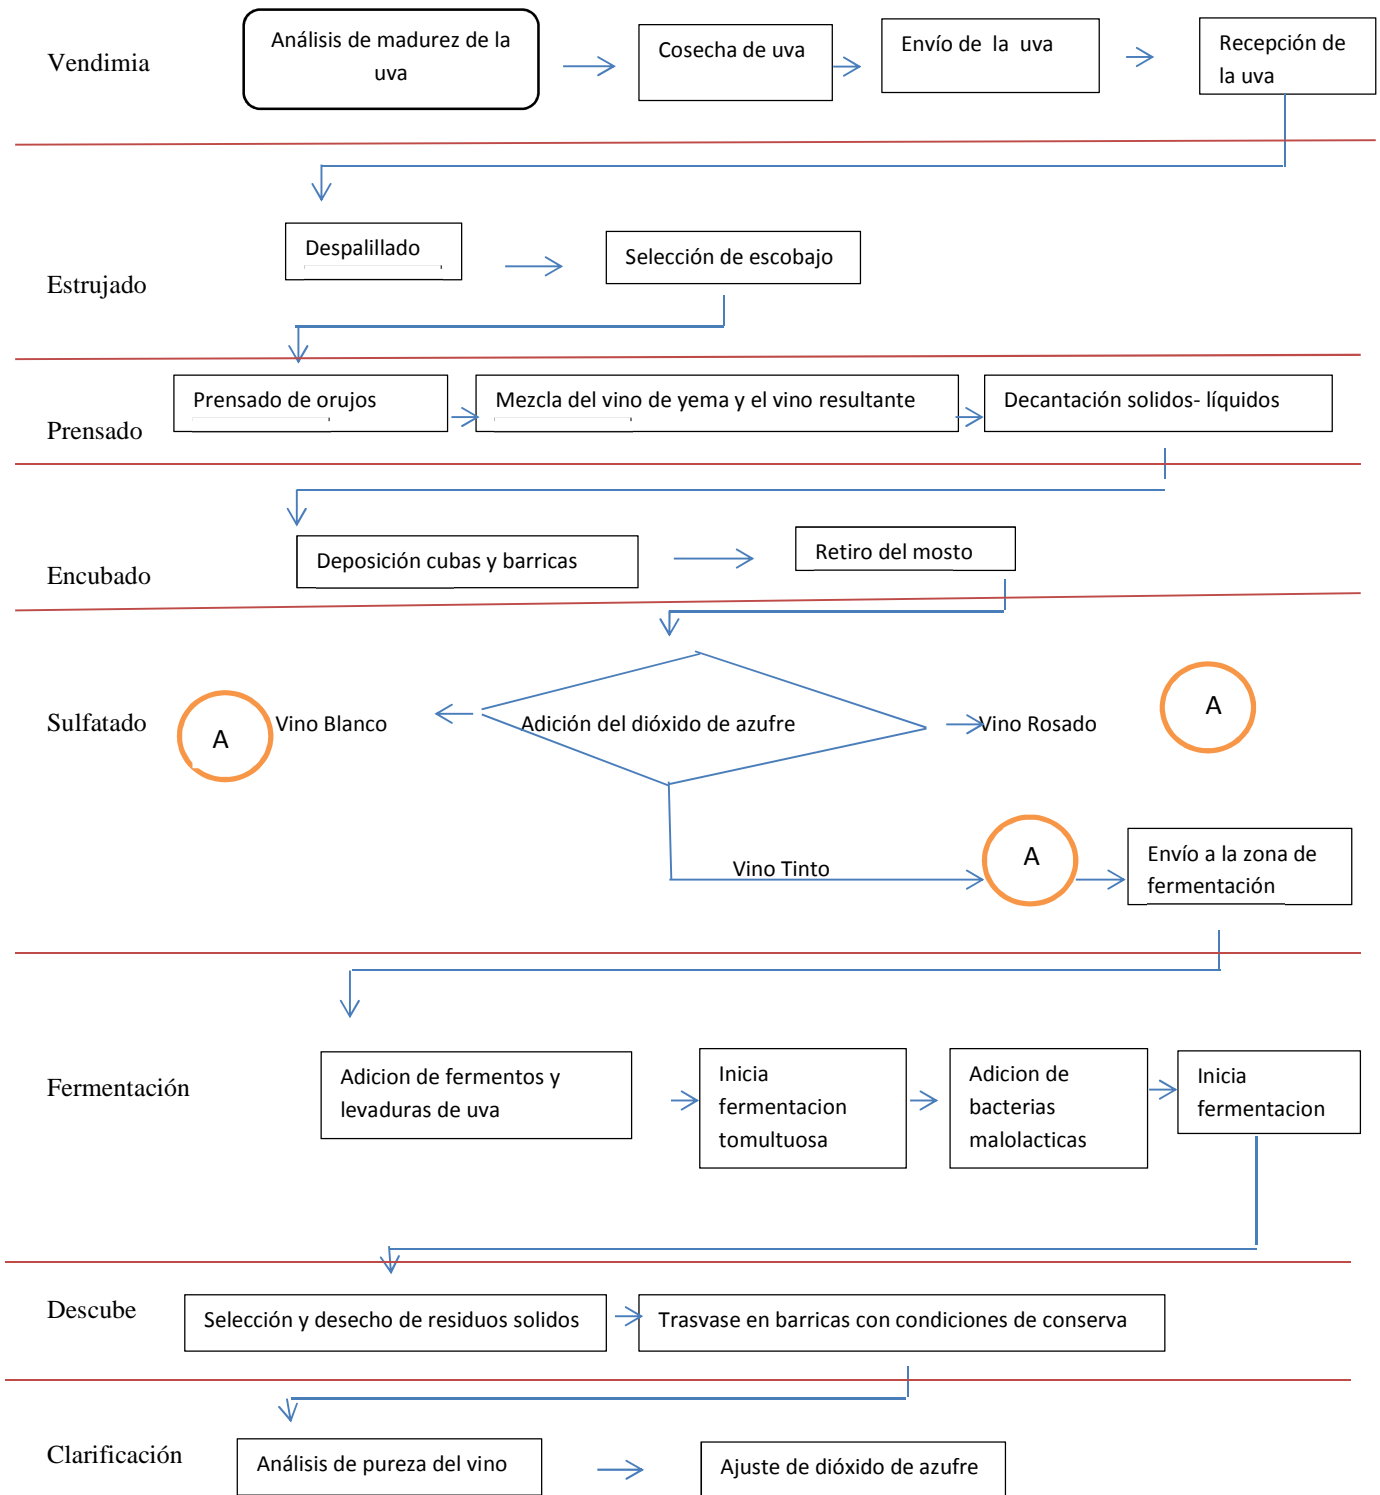 Vendimia
Análisis de madurez de la
uva
Cosecha de uva
Envío de la uva
Recepción de
la uva
Estrujado
Despalillado
Selección de escobajo
Prensado
Prensado de orujos
Mezcla del vino de yema y el vino resultante
Decantación solidos- líquidos
Encubado
Deposición cubas y barricas
Retiro del mosto
Sulfatado
A
Vino Blanco
Adición del dióxido de azufre
Vino Rosado
A
Vino Tinto
A
Envío a la zona de
fermentación
Fermentación
Adicion de fermentos y
levaduras de uva
Inicia
fermentacion
tomultuosa
Adicion de
bacterias
malolacticas
Inicia
fermentacion
Descube
Selección y desecho de residuos solidos
Trasvase en barricas con condiciones de conserva
Clarificación
Análisis de pureza del vino
Ajuste de dióxido de azufre